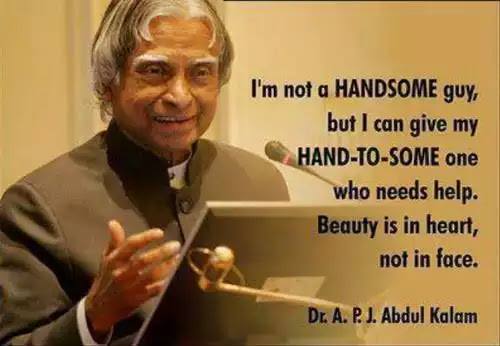 I'm not a HANDSOME guy,
but I can give my
HAND-TO-SOME one
who needs help.
Beauty is in heart,
not in face.
Dr. A. P. J. Abdul Kalam